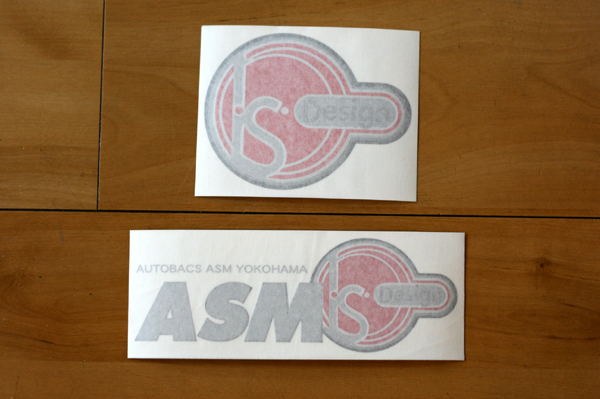 is Design
AUTOBACS ASM YOKOHAMA
ASM is Design